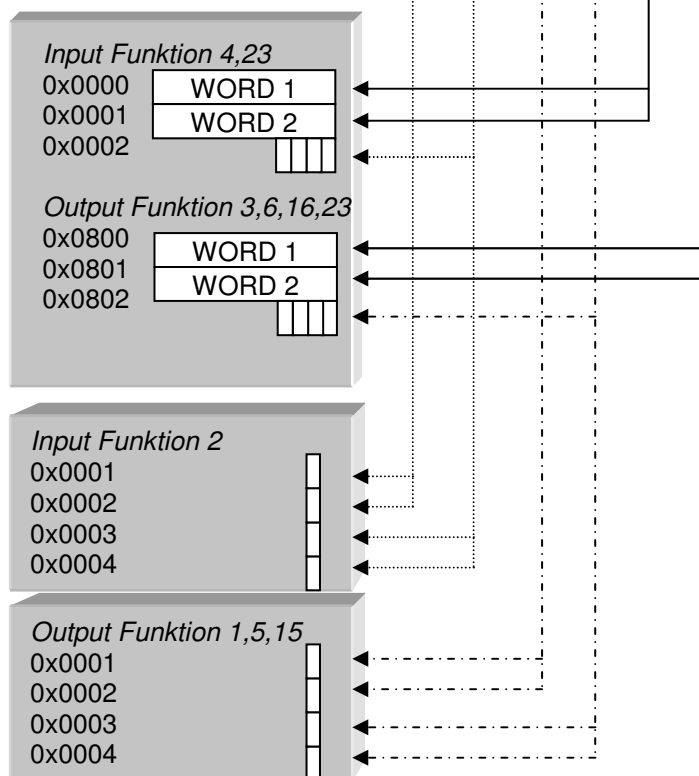 Input Funktion 4,23
0x0000 WORD 1
0x0001 WORD 2
0x0002
Output Funktion 3,6,16,23
0x0800 WORD 1
0x0801 WORD 2
0x0802
Input Funktion 2
0x0001
0x0002
0x0003
0x0004
Output Funktion 1,5,15
0x0001
0x0002
0x0003
0x0004